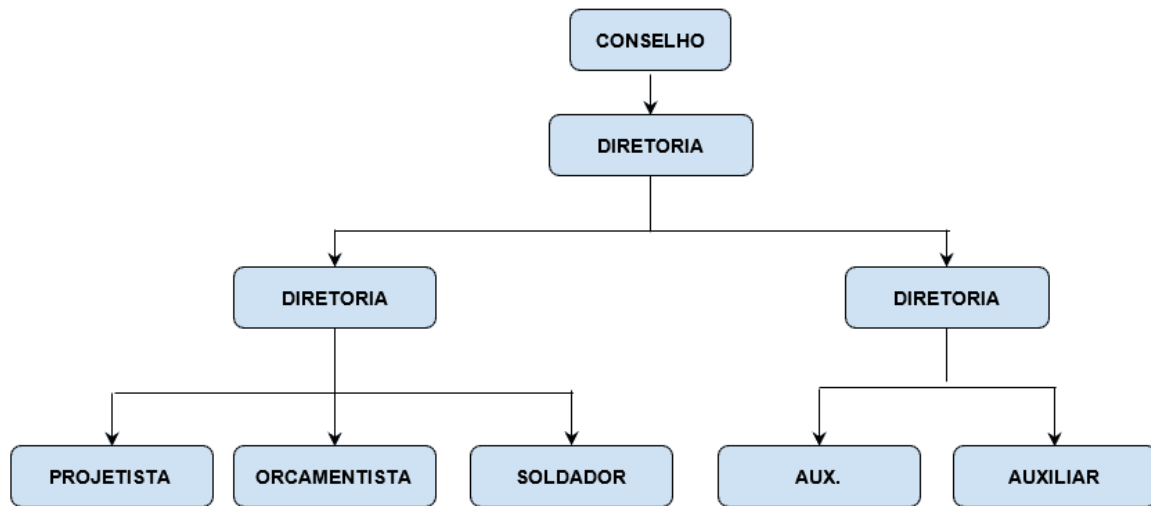 CONSELHO
DIRETORIA
DIRETORIA
DIRETORIA
PROJETISTA
ORCAMENTISTA
SOLDADOR
AUX.
AUXILIAR